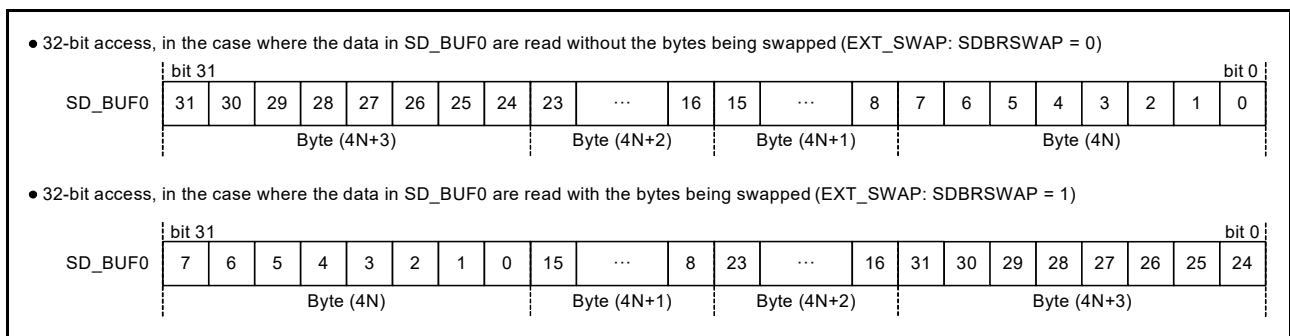 ● 32-bit access, in the case where the data in SD_BUF0 are read without the bytes being swapped (EXT_SWAP: SDBRSWAP = 0)
bit 31 bit 0
SD_BUF0 31 30 29 28 27 26 25 24 23 ··· 16 15 ··· 8 7 6 5 4 3 2 1 0
Byte (4N+3) Byte (4N+2) Byte (4N+1) Byte (4N)
● 32-bit access, in the case where the data in SD_BUF0 are read with the bytes being swapped (EXT_SWAP: SDBRSWAP = 1)
bit 31 bit 0
SD_BUF0 7 6 5 4 3 2 1 0 15 ··· 8 23 ··· 16 31 30 29 28 27 26 25 24
Byte (4N) Byte (4N+1) Byte (4N+2) Byte (4N+3)